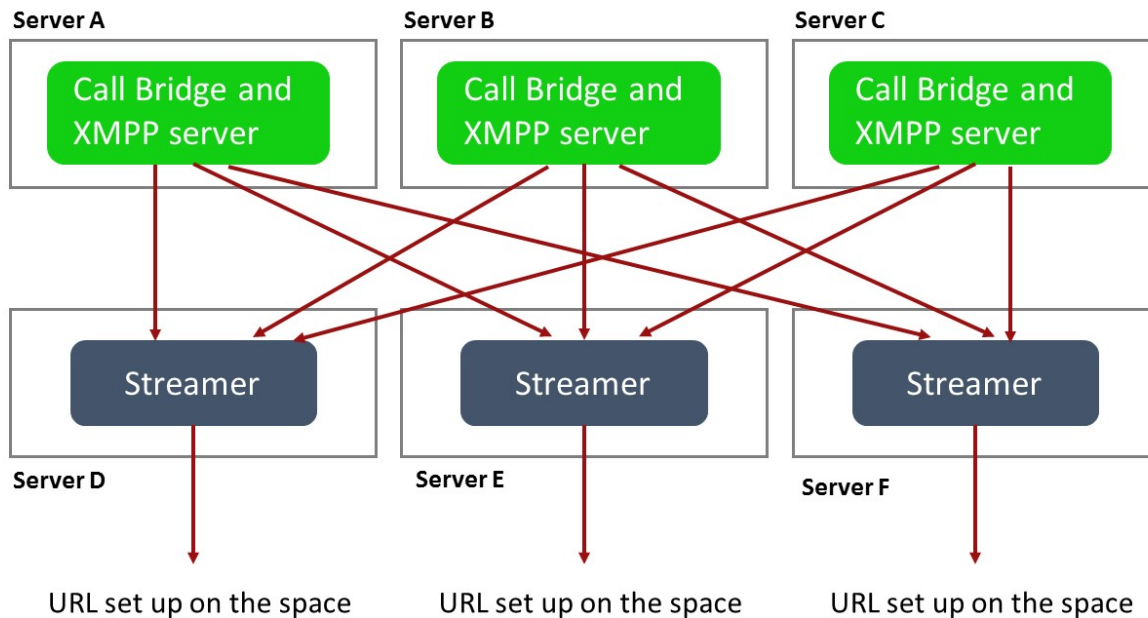 Server A
Server B
Server C
Call Bridge and
XMPP server
Call Bridge and
XMPP server
Call Bridge and
XMPP server
Streamer
Streamer
Streamer
Server D
Server E
Server F
URL set up on the space
URL set up on the space
URL set up on the space